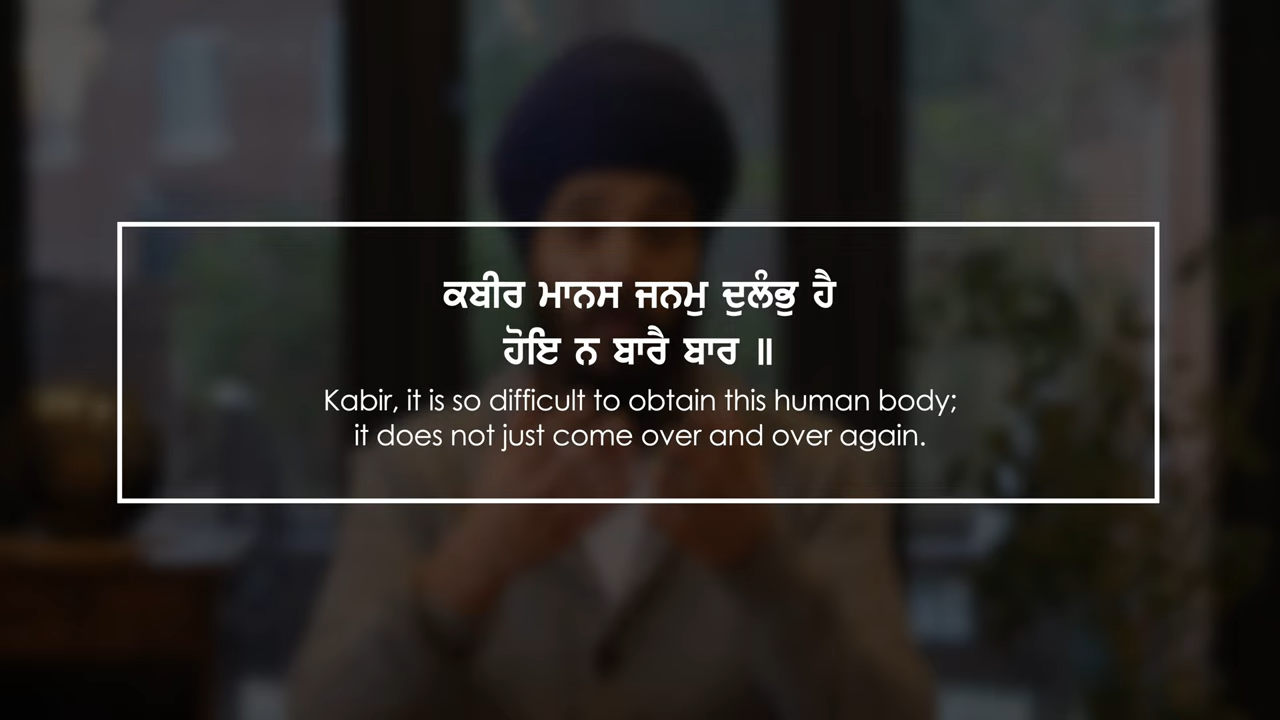 ਕਬੀਰ ਮਾਨਸ ਜਨਮੁ ਦੁਲੰਭੁ ਹੈ
ਹੋਇ ਨ ਬਾਰੈ ਬਾਰ ॥
Kabir, it is so difficult to obtain this human body;
it does not just come over and over again.